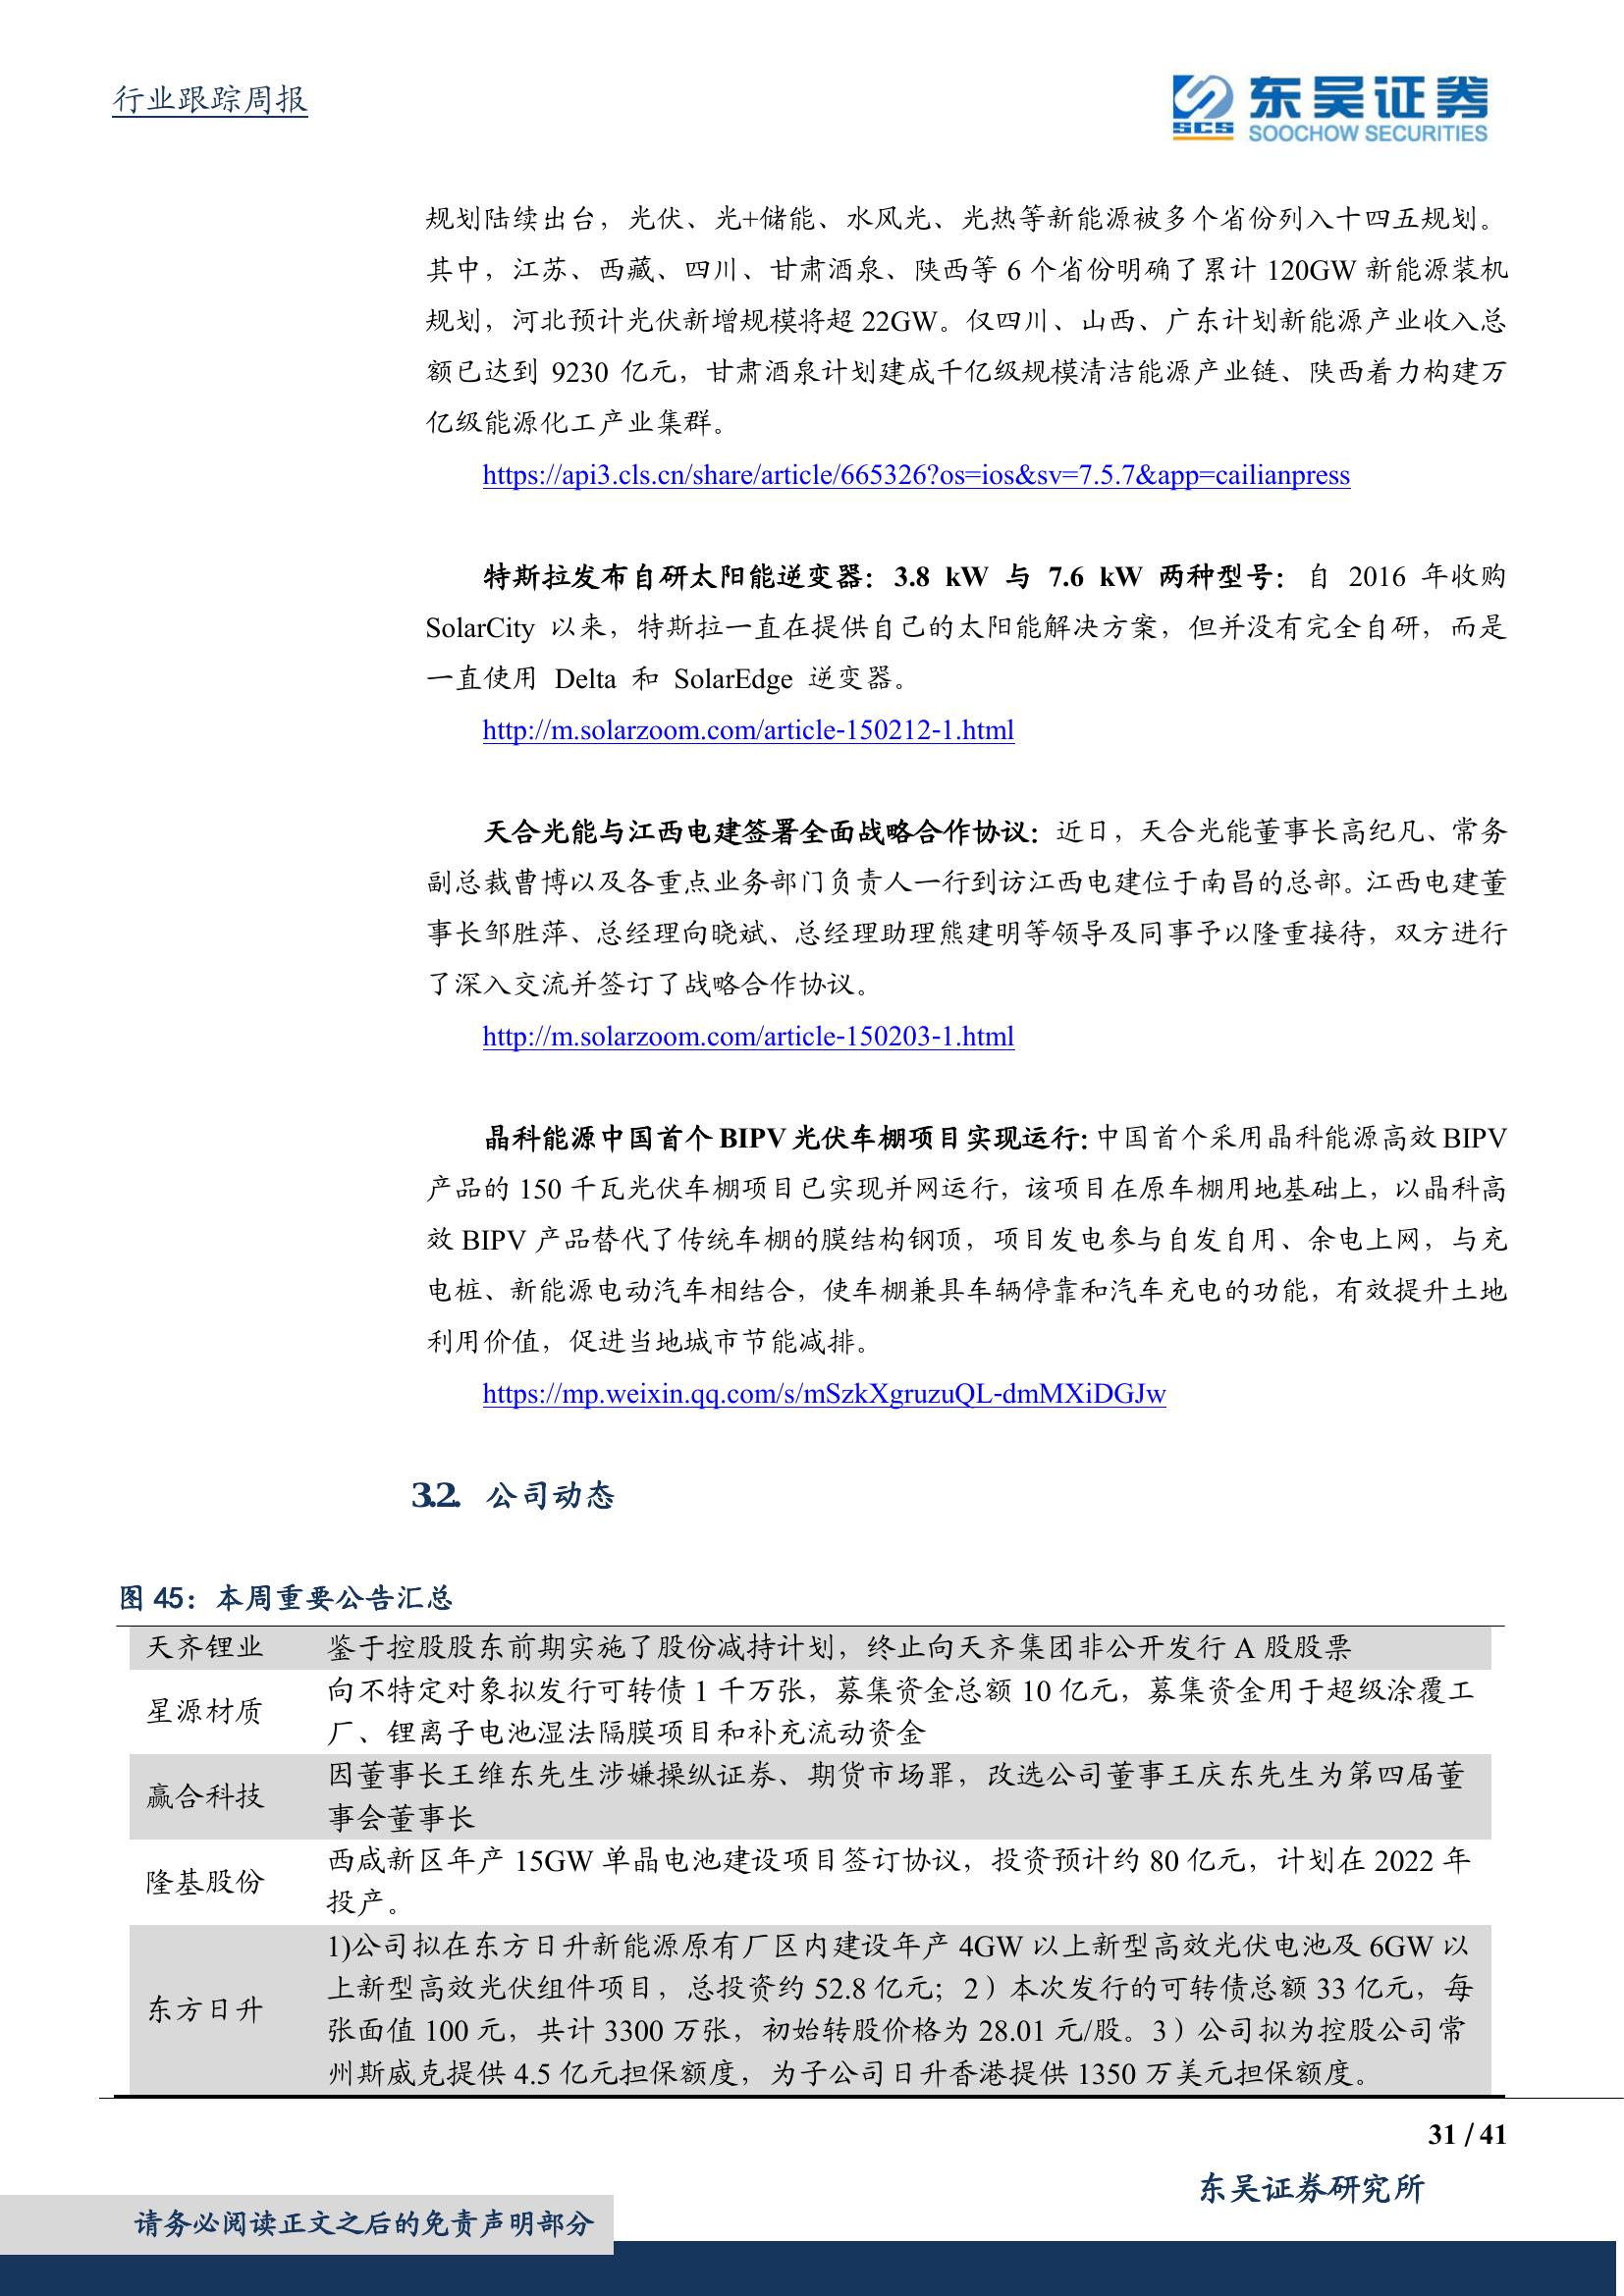 行业跟踪周报
东吴证券
SCS
SOOCHOW SECURITIES
规划陆续出台，光伏、光+储能、水风光、光热等新能源被多个省份列入十四五规划。
其中，江苏、西藏、四川、甘肃酒泉、陕西等 6 个省份明确了累计 120GW 新能源装机
规划，河北预计光伏新增规模将超 22GW。仅四川、山西、广东计划新能源产业收入总
额已达到 9230 亿元，甘肃酒泉计划建成千亿级规模清洁能源产业链、陕西着力构建万
亿级能源化工产业集群。
https://api3.cls.cn/share/article/665326?os=ios&sv=7.5.7&app=cailianpress
特斯拉发布自研太阳能逆变器：3.8 kW 与 7.6 kW 两种型号：自 2016 年收购
SolarCity 以来，特斯拉一直在提供自己的太阳能解决方案，但并没有完全自研，而是
一直使用 Delta 和 SolarEdge 逆变器。
http://m.solarzoom.com/article-150212-1.html
天合光能与江西电建签署全面战略合作协议：近日，天合光能董事长高纪凡、常务
副总裁曹博以及各重点业务部门负责人一行到访江西电建位于南昌的总部。江西电建董
事长邹胜萍、总经理向晓斌、总经理助理熊建明等领导及同事予以隆重接待，双方进行
了深入交流并签订了战略合作协议。
http://m.solarzoom.com/article-150203-1.html
晶科能源中国首个 BIPV 光伏车棚项目实现运行：中国首个采用晶科能源高效 BIPV
产品的 150 千瓦光伏车棚项目已实现并网运行，该项目在原车棚用地基础上，以晶科高
效 BIPV 产品替代了传统车棚的膜结构钢顶，项目发电参与自发自用、余电上网，与充
电桩、新能源电动汽车相结合，使车棚兼具车辆停靠和汽车充电的功能，有效提升土地
利用价值，促进当地城市节能减排。
https://mp.weixin.qq.com/s/mSzkXgruzuQL-dmMXiDGJw
3.2. 公司动态
图 45：本周重要公告汇总
天齐锂业 鉴于控股股东前期实施了股份减持计划，终止向天齐集团非公开发行 A 股股票
星源材质 向不特定对象拟发行可转债 1 千万张，募集资金总额 10 亿元，募集资金用于超级涂覆工
厂、锂离子电池湿法隔膜项目和补充流动资金
赢合科技 因董事长王维东先生涉嫌操纵证券、期货市场罪，改选公司董事王庆东先生为第四届董
事会董事长
隆基股份 西咸新区年产 15GW 单晶电池建设项目签订协议，投资预计约 80 亿元，计划在 2022 年
投产。
东方日升 1)公司拟在东方日升新能源原有厂区内建设年产 4GW 以上新型高效光伏电池及 6GW 以
上新型高效光伏组件项目，总投资约 52.8 亿元；2）本次发行的可转债总额 33 亿元，每
张面值 100 元，共计 3300 万张，初始转股价格为 28.01 元/股。3）公司拟为控股公司常
州斯威克提供 4.5 亿元担保额度，为子公司日升香港提供 1350 万美元担保额度。
31 / 41
东吴证券研究所
请务必阅读正文之后的免责声明部分